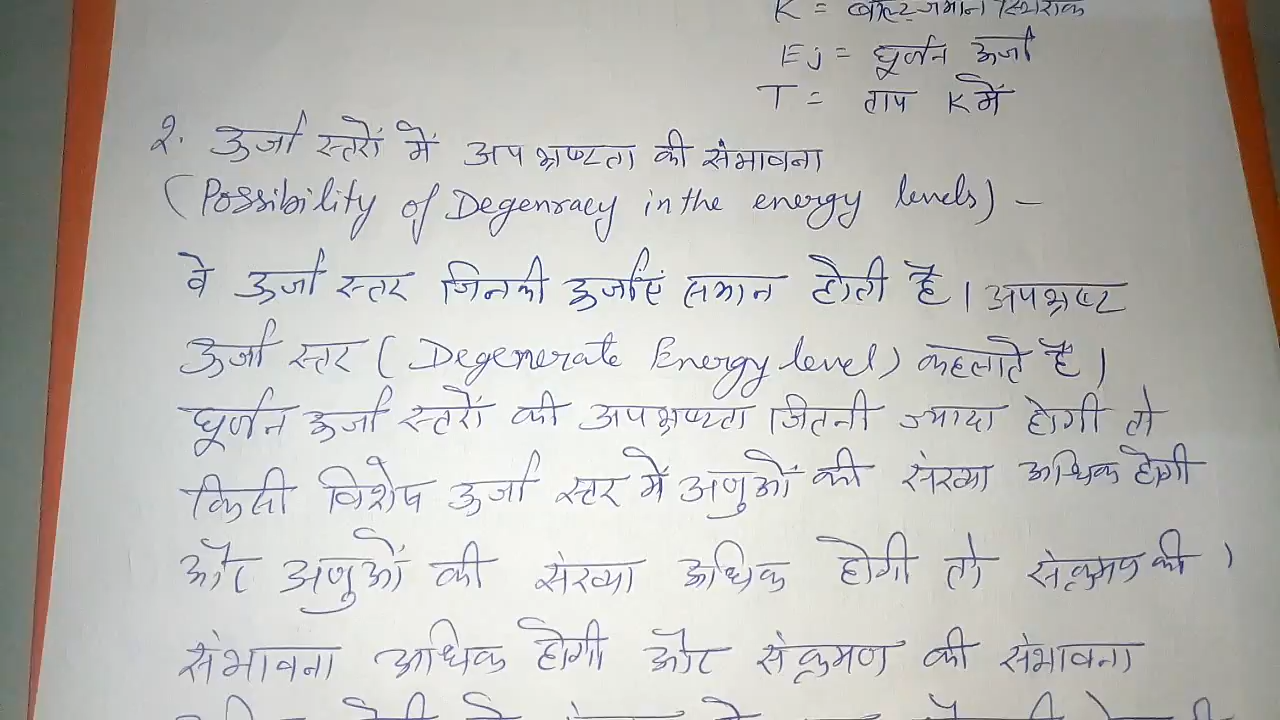 K = बोल्ट्जमान स्थिरांक
Ej = घूर्णन ऊर्जा
T = ताप K में
2. ऊर्जा स्तरों में अपभ्रष्टता की संभावना
(Possibility of Degenracy in the energy levels) -
वे ऊर्जा स्तर जिनकी ऊर्जाएं समान होती है। अपभ्रष्ट
ऊर्जा स्तर ( Degenerate Energy level) कहलाते है।
घूर्णन ऊर्जा स्तरों की अपभ्रष्टता जितनी ज्यादा होगी तो
किसी विशेष ऊर्जा स्तर में अणुओं की संख्या अधिक होगी
और अणुओं की संख्या अधिक होगी तो संक्रमण की
संभावना अधिक होगी और संक्रमण की संभावना